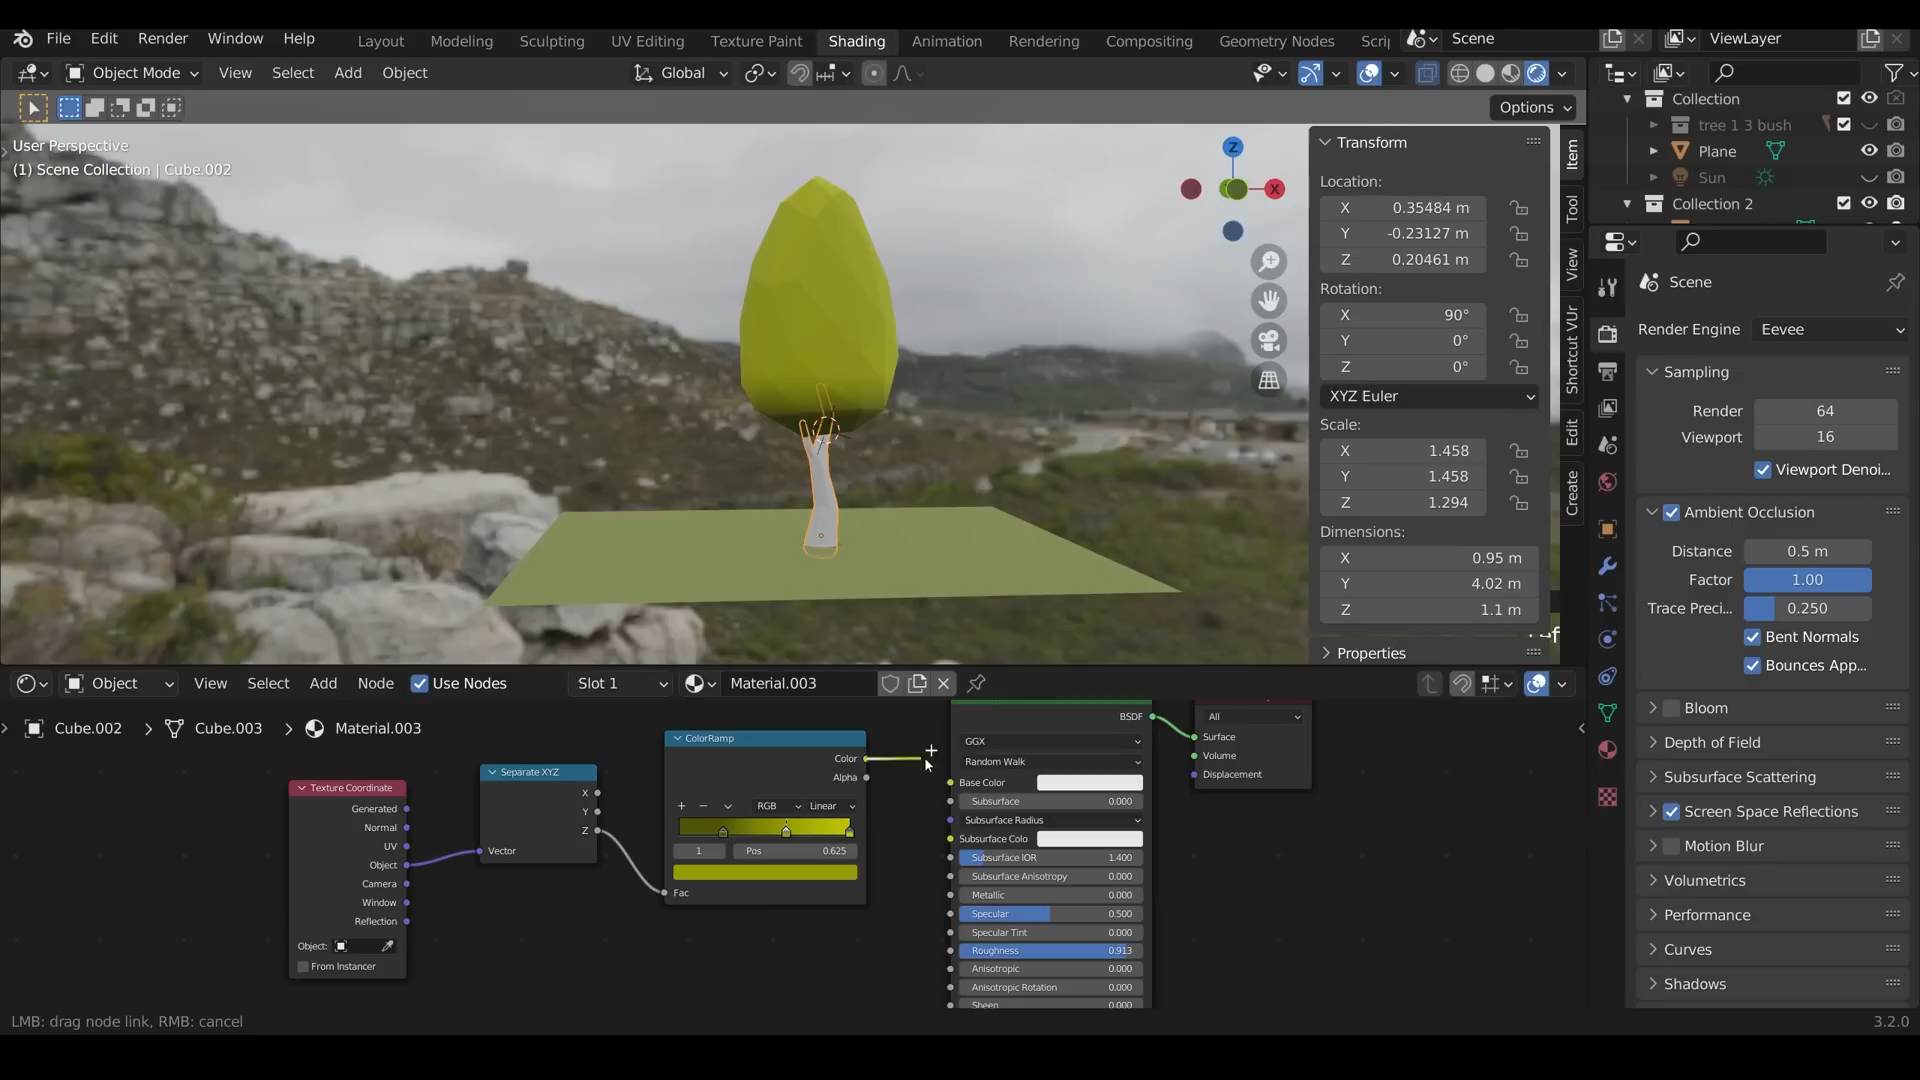 File Edit Render Window Help Layout Modeling Sculpting UV Editing Texture Paint Shading Animation Rendering Compositing Geometry Nodes Scrip Scene ViewLayer
Object Mode View Select Add Object Global
Options
User Perspective
(1) Scene Collection | Cube.002
Z
X
Transform
Location:
X 0.35484 m
Y -0.23127 m
Z 0.20461 m
Rotation:
X 90°
Y 0°
Z 0°
XYZ Euler
Scale:
X 1.458
Y 1.458
Z 1.294
Dimensions:
X 0.95 m
Y 4.02 m
Z 1.1 m
Properties
Item
Tool
View
Shortcut VUr
Edit
Create
Collection
tree 1 3 bush
Plane
Sun
Collection 2
Scene
Render Engine Eevee
Sampling
Render 64
Viewport 16
Viewport Denoi...
Ambient Occlusion
Distance 0.5 m
Factor 1.00
Trace Preci... 0.250
Bent Normals
Bounces App...
Bloom
Depth of Field
Subsurface Scattering
Screen Space Reflections
Motion Blur
Volumetrics
Performance
Curves
Shadows
Object View Select Add Node Use Nodes Slot 1 Material.003
Cube.002 Cube.003 Material.003
Texture Coordinate
Generated
Normal
UV
Object
Camera
Window
Reflection
Object:
From Instancer
Separate XYZ
X
Y
Z
Vector
ColorRamp
Color
Alpha
+ − RGB Linear
1 Pos 0.625
Fac
BSDF
GGX
Random Walk
Base Color
Subsurface 0.000
Subsurface Radius
Subsurface Colo
Subsurface IOR 1.400
Subsurface Anisotropy 0.000
Metallic 0.000
Specular 0.500
Specular Tint 0.000
Roughness 0.913
Anisotropic 0.000
Anisotropic Rotation 0.000
Sheen 0.000
All
Surface
Volume
Displacement
LMB: drag node link, RMB: cancel
3.2.0